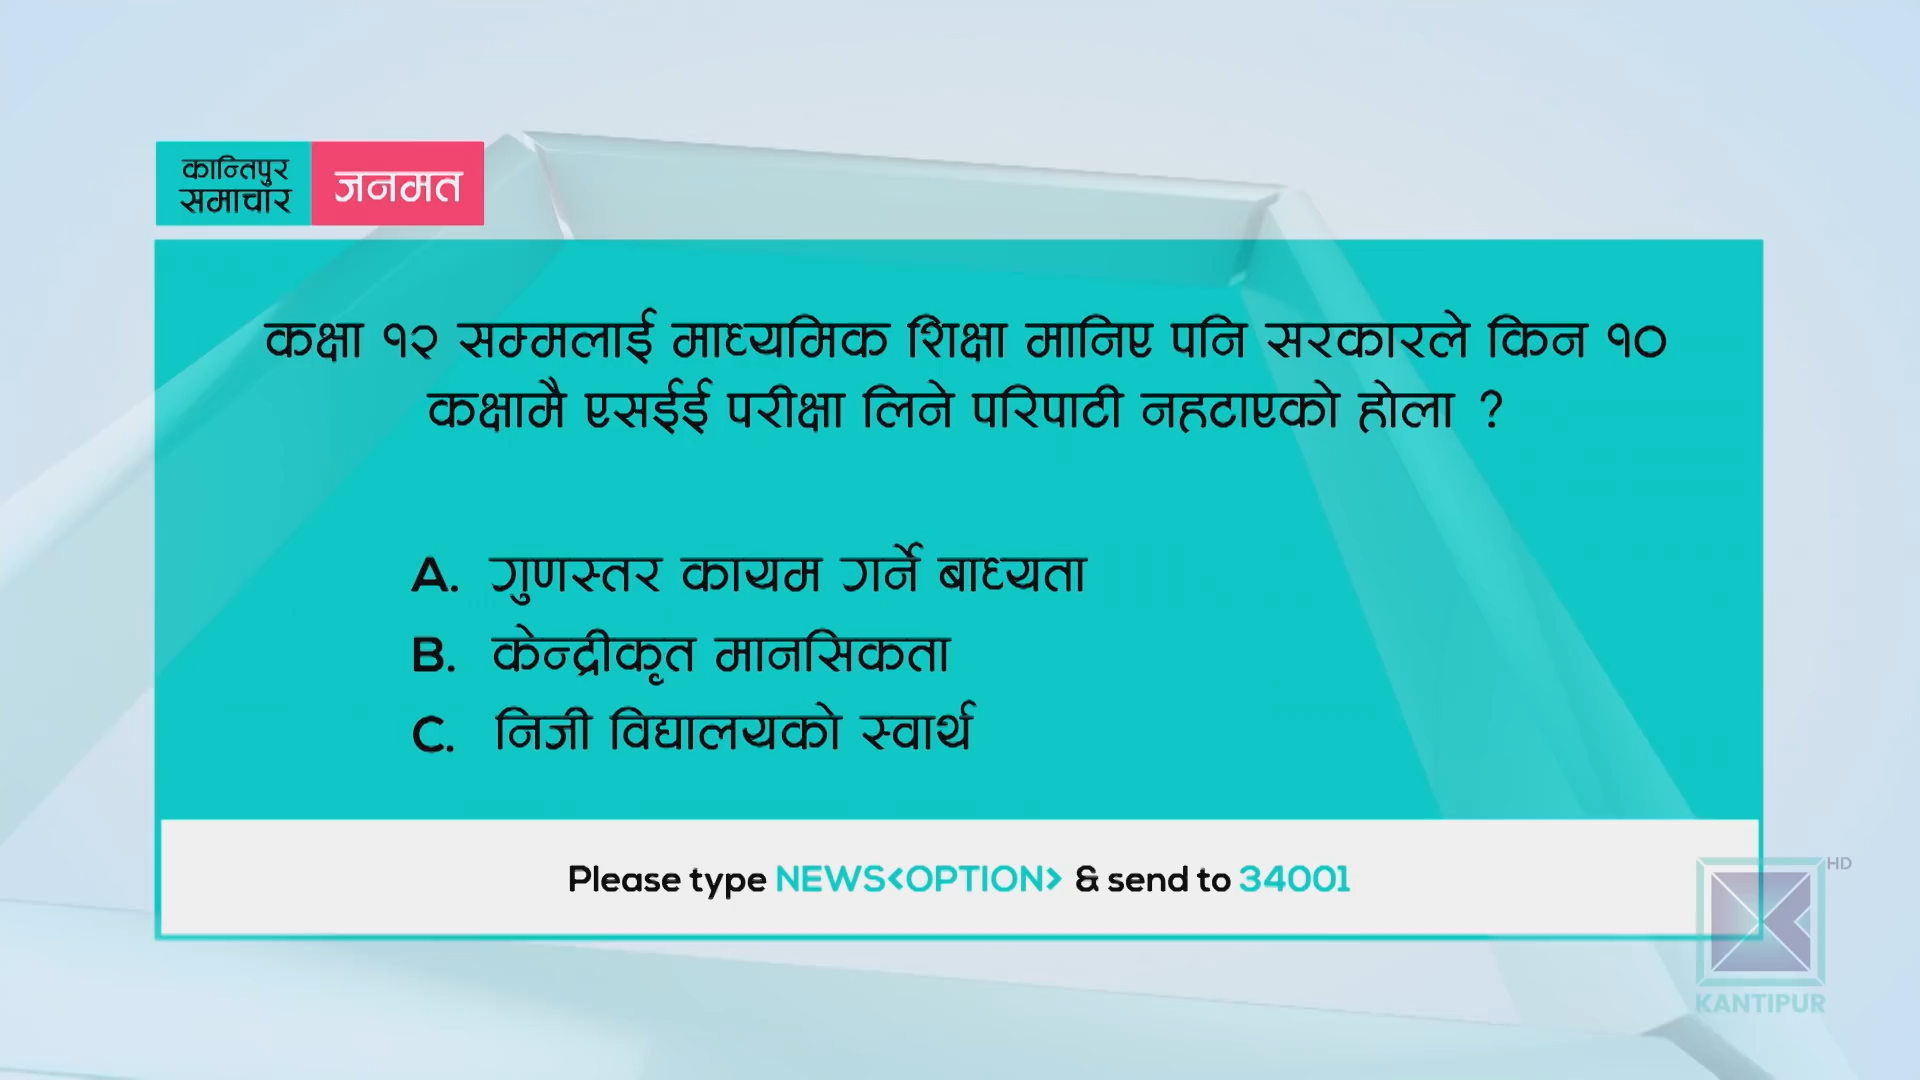 कान्तिपुर
समाचार
जनमत
कक्षा १२ सम्मलाई माध्यमिक शिक्षा मानिए पनि सरकारले किन १०
कक्षामै एसईई परीक्षा लिने परिपाटी नहटाएको होला ?
A. गुणस्तर कायम गर्ने बाध्यता
B. केन्द्रीकृत मानसिकता
C. निजी विद्यालयको स्वार्थ
Please type NEWS<OPTION> & send to 34001
HD
KANTIPUR